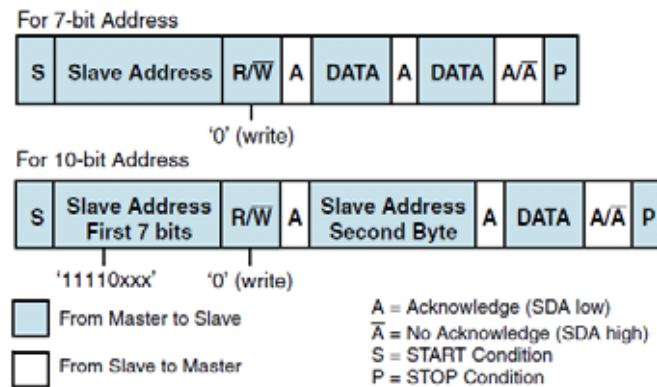 For 7-bit Address
S Slave Address R/W̅ A DATA A DATA A/A̅ P
'0' (write)
For 10-bit Address
S Slave Address First 7 bits R/W̅ A Slave Address Second Byte A DATA A/A̅ P
'11110xxx' '0' (write)
From Master to Slave
From Slave to Master
A = Acknowledge (SDA low)
A̅ = No Acknowledge (SDA high)
S = START Condition
P = STOP Condition